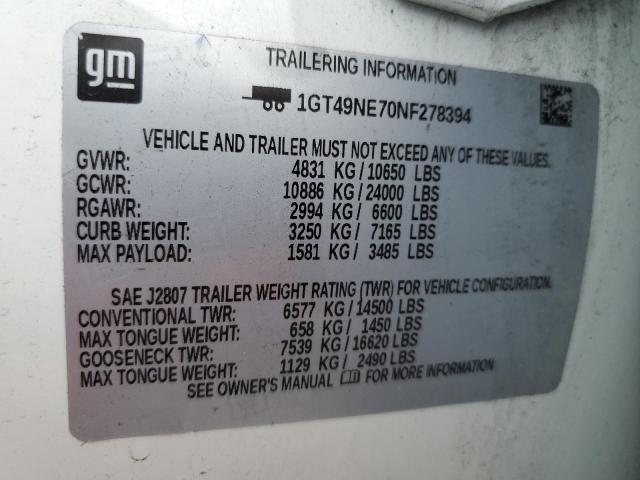 gm
TRAILERING INFORMATION
1GT49NE70NF278394
VEHICLE AND TRAILER MUST NOT EXCEED ANY OF THESE VALUES.
GVWR: 4831 KG/10650 LBS
GCWR: 10886 KG/24000 LBS
RGAWR: 2994 KG/ 6600 LBS
CURB WEIGHT: 3250 KG/ 7165 LBS
MAX PAYLOAD: 1581 KG/ 3485 LBS
SAE J2807 TRAILER WEIGHT RATING (TWR) FOR VEHICLE CONFIGURATION.
CONVENTIONAL TWR: 6577 KG/14500 LBS
MAX TONGUE WEIGHT: 658 KG/ 1450 LBS
GOOSENECK TWR: 7539 KG/16620 LBS
MAX TONGUE WEIGHT: 1129 KG/ 2490 LBS
SEE OWNER'S MANUAL FOR MORE INFORMATION